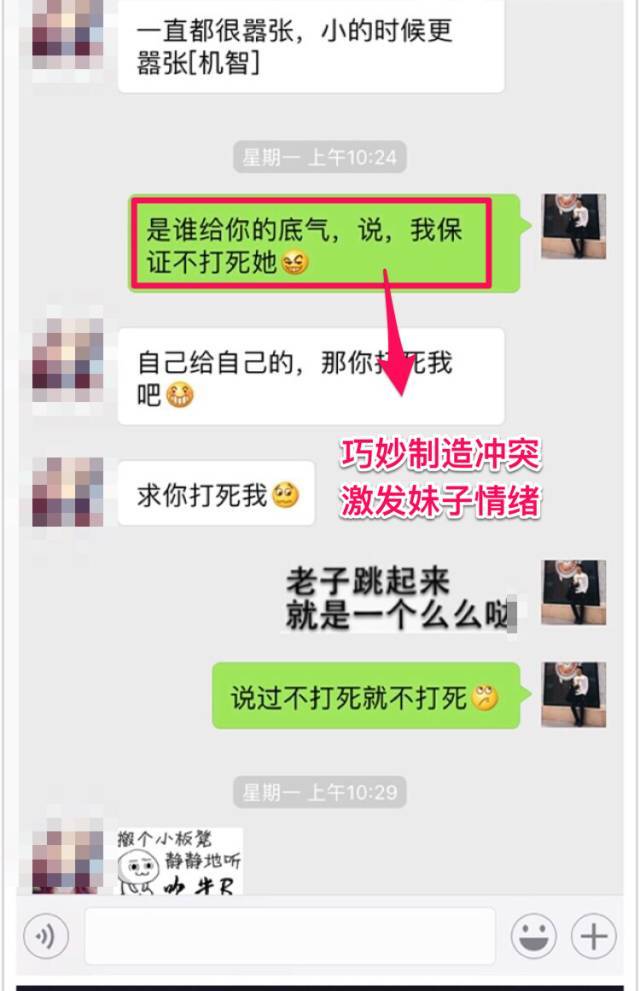 一直都很嚣张，小的时候更
嚣张[机智]
星期一 上午10:24
是谁给你的底气，说，我保
证不打死她
自己给自己的，那你打死我
吧
巧妙制造冲突
激发妹子情绪
求你打死我
老子跳起来
就是一个么么哒
说过不打死就不打死
星期一 上午10:29
搬个小板凳
静静地听